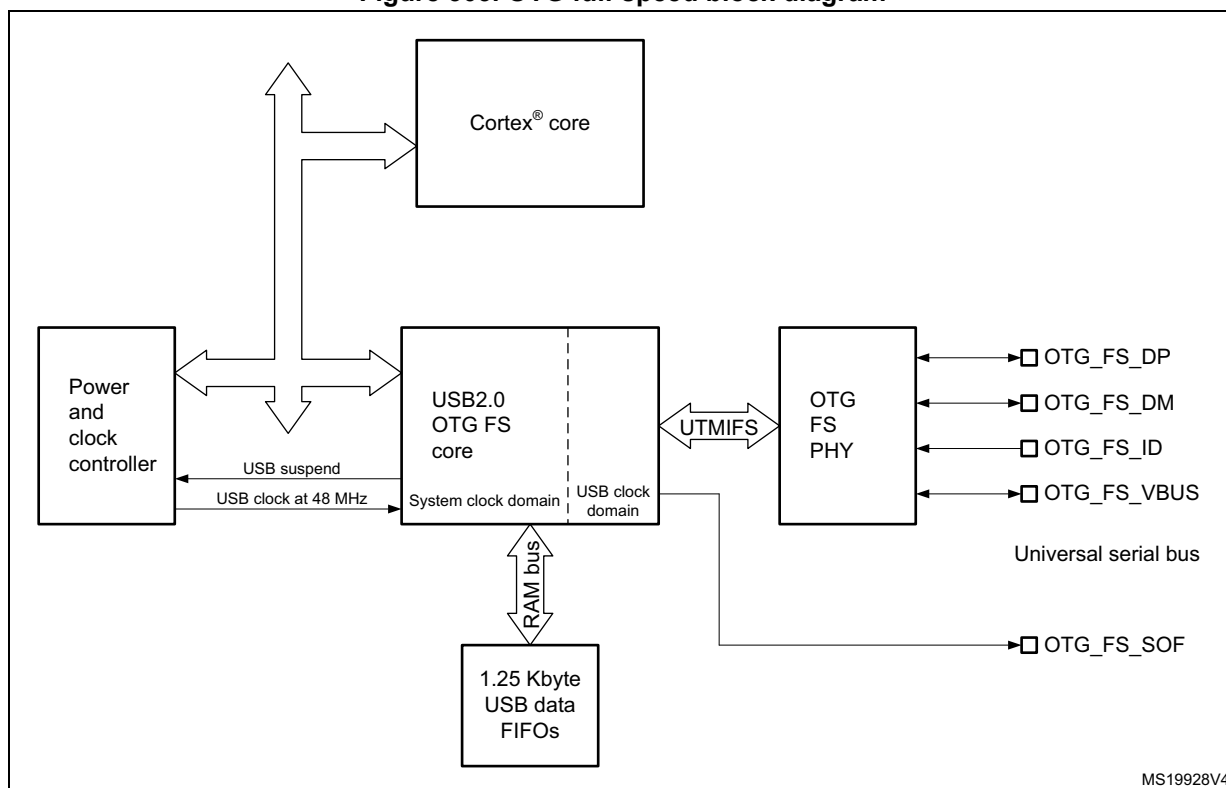 Cortex® core
Power
and
clock
controller
USB2.0
OTG FS
core
UTMIFS
OTG
FS
PHY
OTG_FS_DP
OTG_FS_DM
OTG_FS_ID
OTG_FS_VBUS
USB suspend
USB clock at 48 MHz
System clock domain
USB clock
domain
Universal serial bus
RAM bus
OTG_FS_SOF
1.25 Kbyte
USB data
FIFOs
MS19928V4